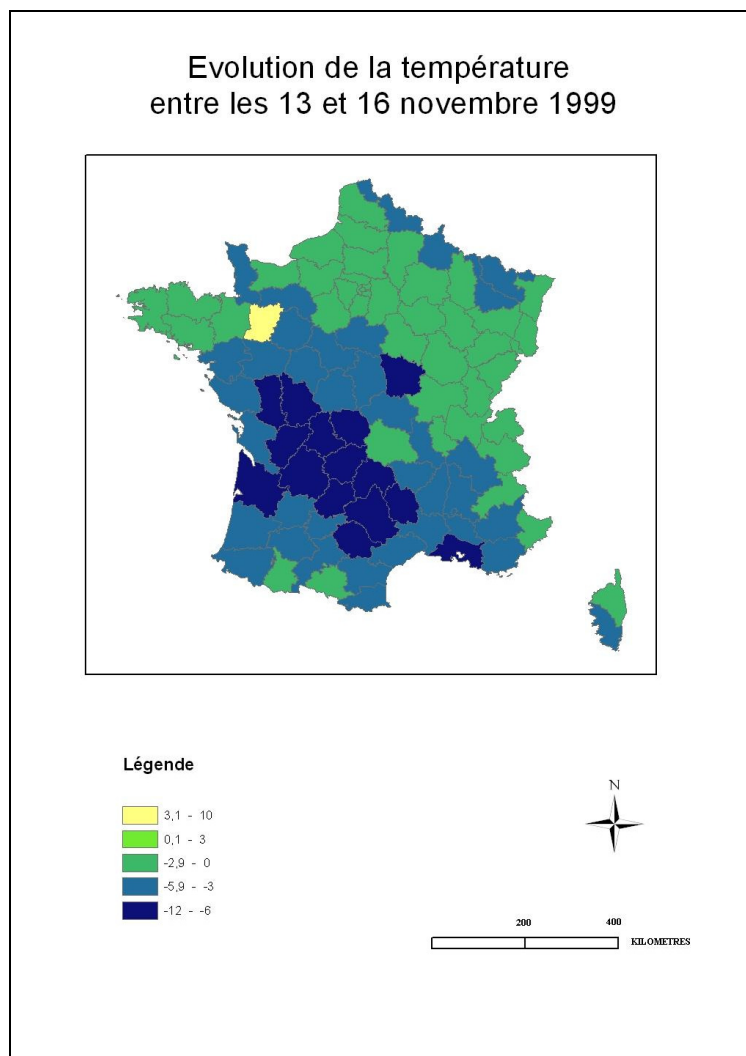 Evolution de la température
entre les 13 et 16 novembre 1999
Légende
3,1 - 10
0,1 - 3
-2,9 - 0
-5,9 - -3
-12 - -6
N
200 400
KILOMETRES